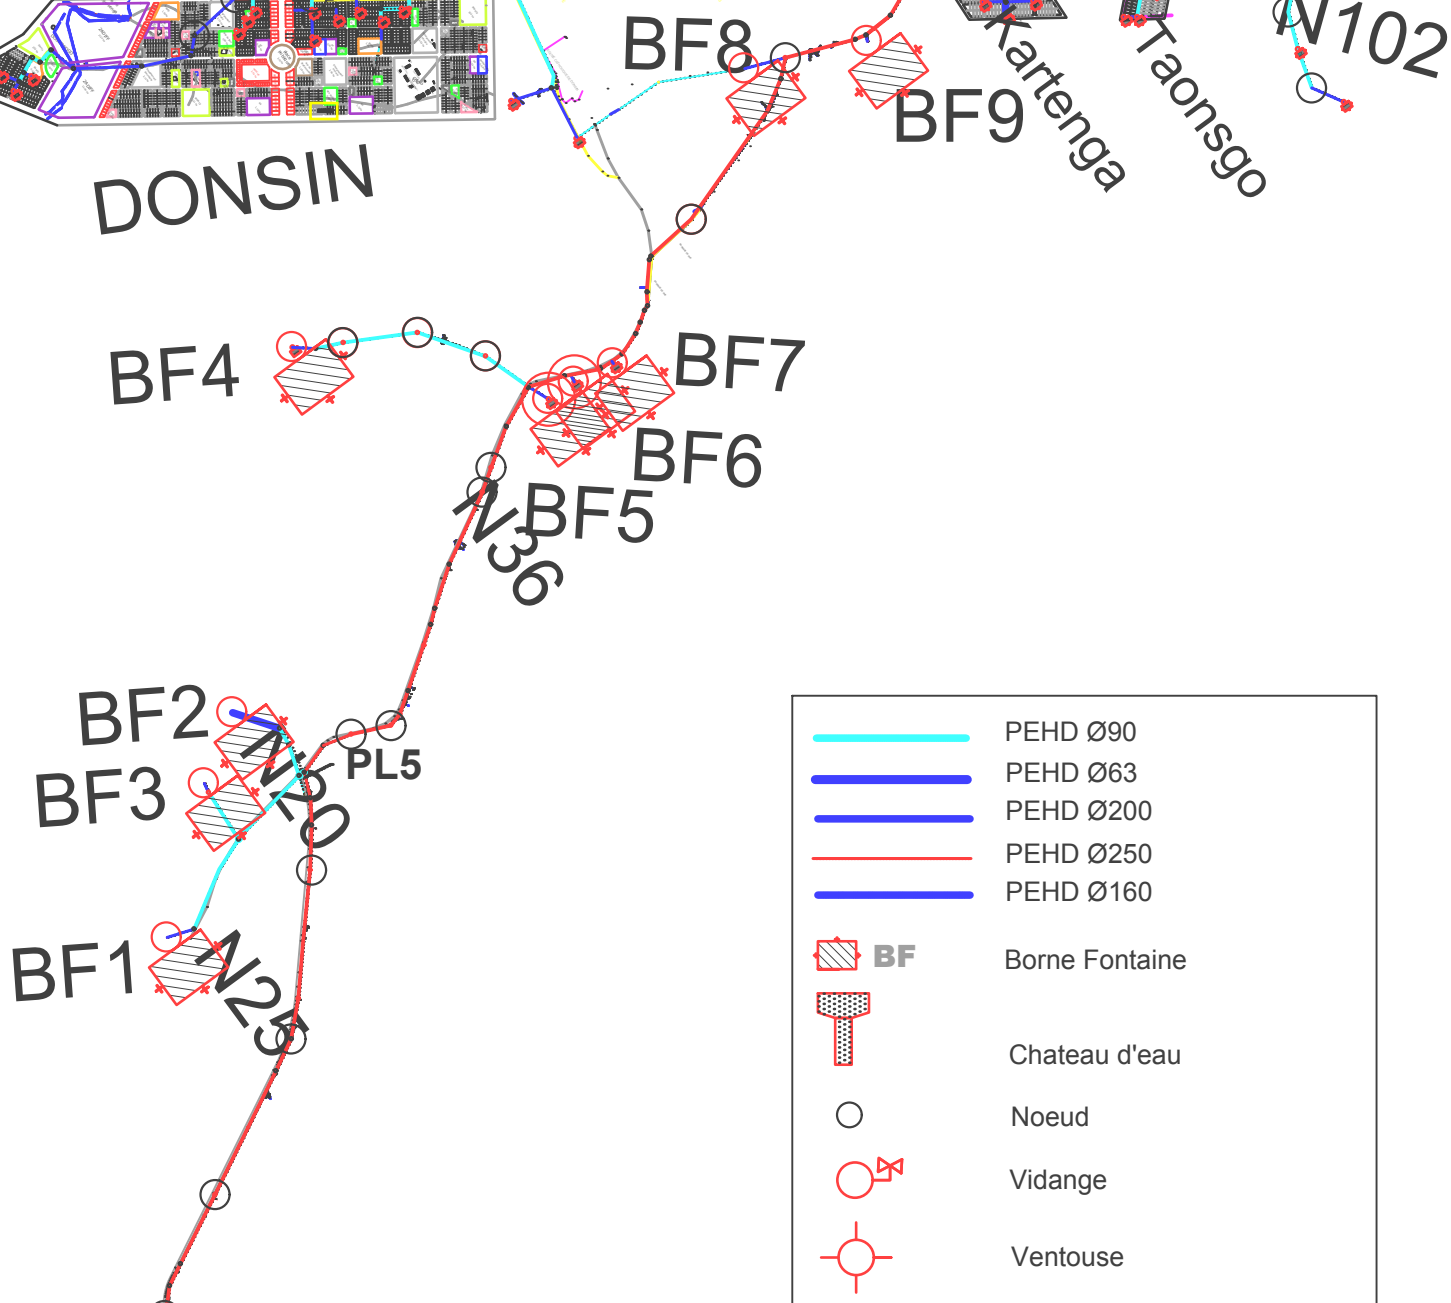 BF8
BF9
Kartenga
Taonsgo
N102
DONSIN
BF4
BF7
BF6
BF5
N36
BF2
PL5
BF3
N20
BF1
N25
PEHD Ø90
PEHD Ø63
PEHD Ø200
PEHD Ø250
PEHD Ø160
BF Borne Fontaine
Chateau d'eau
Noeud
Vidange
Ventouse